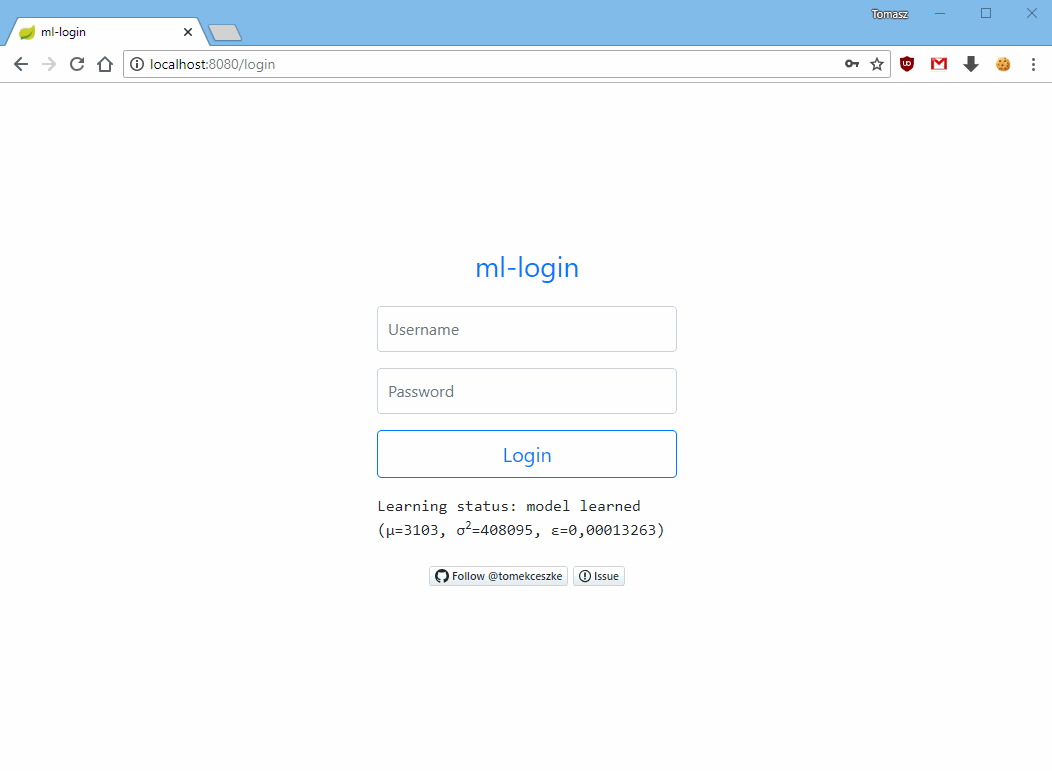 Tomasz
ml-login
localhost:8080/login
ml-login
Username
Password
Login
Learning status: model learned
(μ=3103, σ²=408095, ε=0,00013263)
Follow @tomekceszke Issue